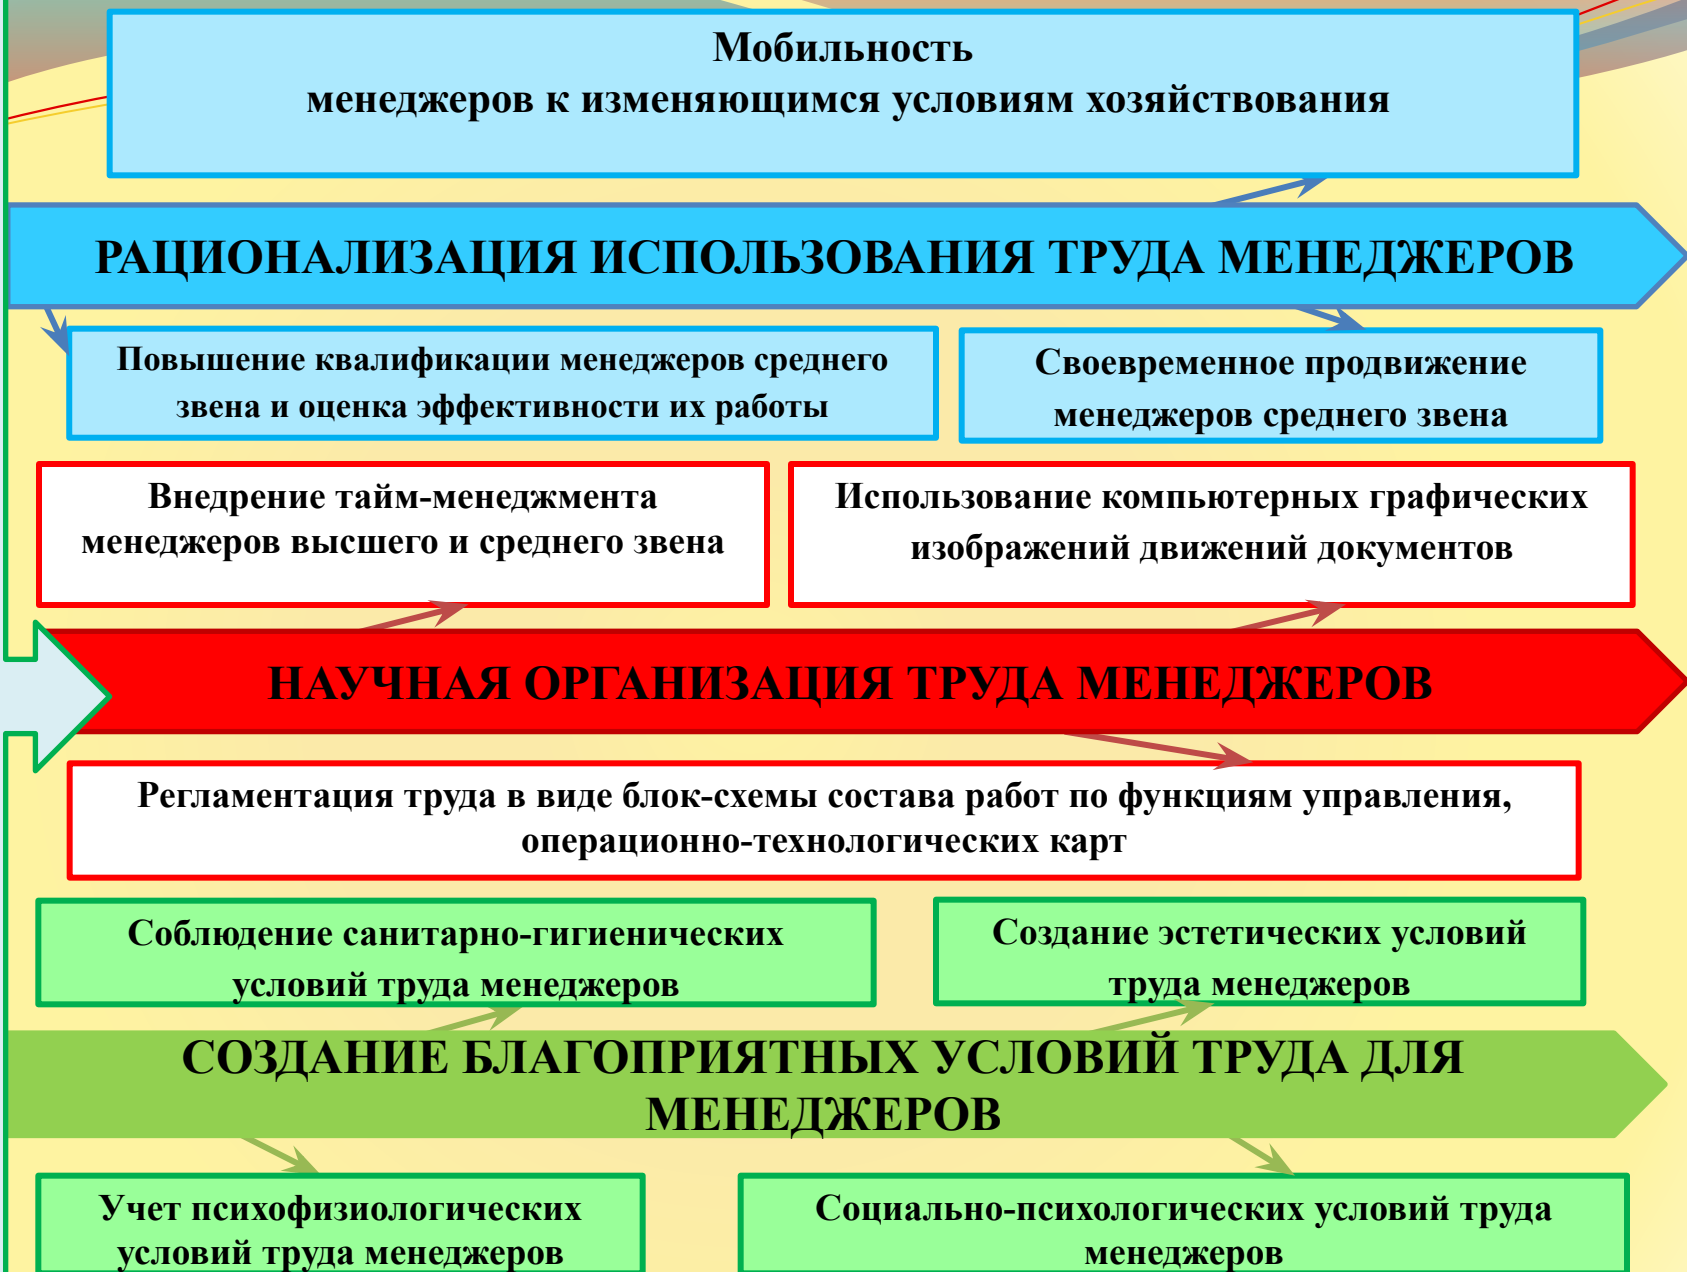 Мобильность
менеджеров к изменяющимся условиям хозяйствования
РАЦИОНАЛИЗАЦИЯ ИСПОЛЬЗОВАНИЯ ТРУДА МЕНЕДЖЕРОВ
Повышение квалификации менеджеров среднего
звена и оценка эффективности их работы
Своевременное продвижение
менеджеров среднего звена
Внедрение тайм-менеджмента
менеджеров высшего и среднего звена
Использование компьютерных графических
изображений движений документов
НАУЧНАЯ ОРГАНИЗАЦИЯ ТРУДА МЕНЕДЖЕРОВ
Регламентация труда в виде блок-схемы состава работ по функциям управления,
операционно-технологических карт
Соблюдение санитарно-гигиенических
условий труда менеджеров
Создание эстетических условий
труда менеджеров
СОЗДАНИЕ БЛАГОПРИЯТНЫХ УСЛОВИЙ ТРУДА ДЛЯ
МЕНЕДЖЕРОВ
Учет психофизиологических
условий труда менеджеров
Социально-психологических условий труда
менеджеров